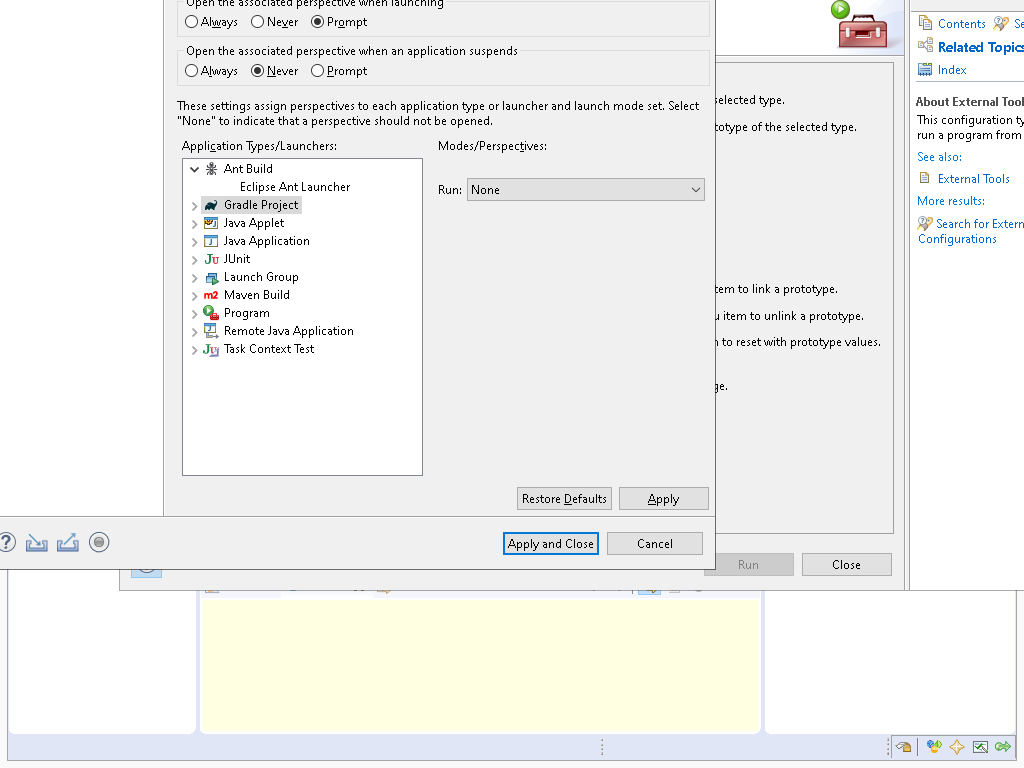 Open the associated perspective when launching
Always Never Prompt
Open the associated perspective when an application suspends
Always Never Prompt
These settings assign perspectives to each application type or launcher and launch mode set. Select
"None" to indicate that a perspective should not be opened.
Application Types/Launchers:
Modes/Perspectives:
Ant Build
Eclipse Ant Launcher
Gradle Project
Java Applet
Java Application
JUnit
Launch Group
Maven Build
Program
Remote Java Application
Task Context Test
Run: None
Restore Defaults Apply
Apply and Close Cancel
selected type.
totype of the selected type.
tem to link a prototype.
u item to unlink a prototype.
to reset with prototype values.
ge.
Run Close
Contents Se
Related Topics
Index
About External Tool
This configuration ty
run a program from
See also:
External Tools
More results:
Search for Extern
Configurations